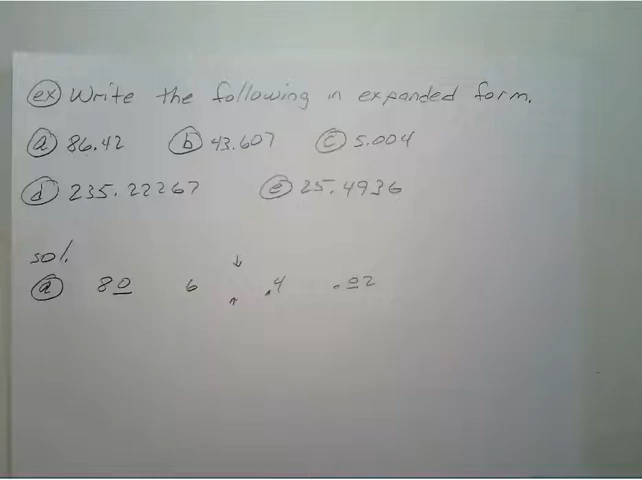 ex Write the following in expanded form.
a 86.42 b 43.607 c 5.004
d 235.22267 e 25.4936
sol.
a 80 6 ↓ ↑ .4 .02